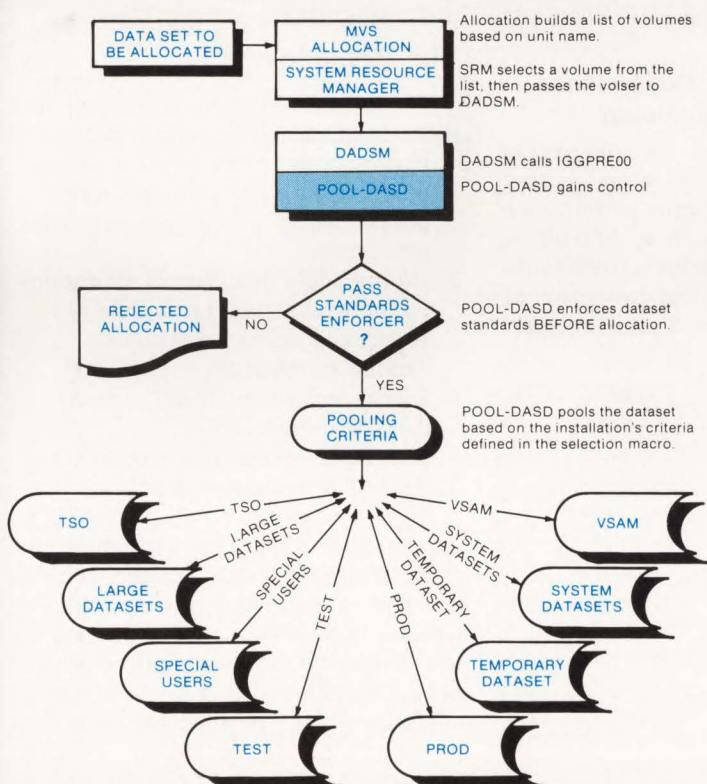 DATA SET TO
BE ALLOCATED
MVS
ALLOCATION
SYSTEM RESOURCE
MANAGER
Allocation builds a list of volumes
based on unit name.
SRM selects a volume from the
list, then passes the volser to
DADSM.
DADSM
POOL-DASD
DADSM calls IGGPRE00
POOL-DASD gains control
PASS
STANDARDS
ENFORCER
?
REJECTED
ALLOCATION
NO
POOL-DASD enforces dataset
standards BEFORE allocation.
YES
POOLING
CRITERIA
POOL-DASD pools the dataset
based on the installation's criteria
defined in the selection macro.
TSO
LARGE
DATASETS
SPECIAL
USERS
TEST
PROD
TEMPORARY
DATASET
SYSTEM
DATASETS
VSAM
TSO
VSAM
LARGE
DATASETS
SYSTEM
DATASETS
SPECIAL
USERS
TEMPORARY
DATASET
TEST
PROD